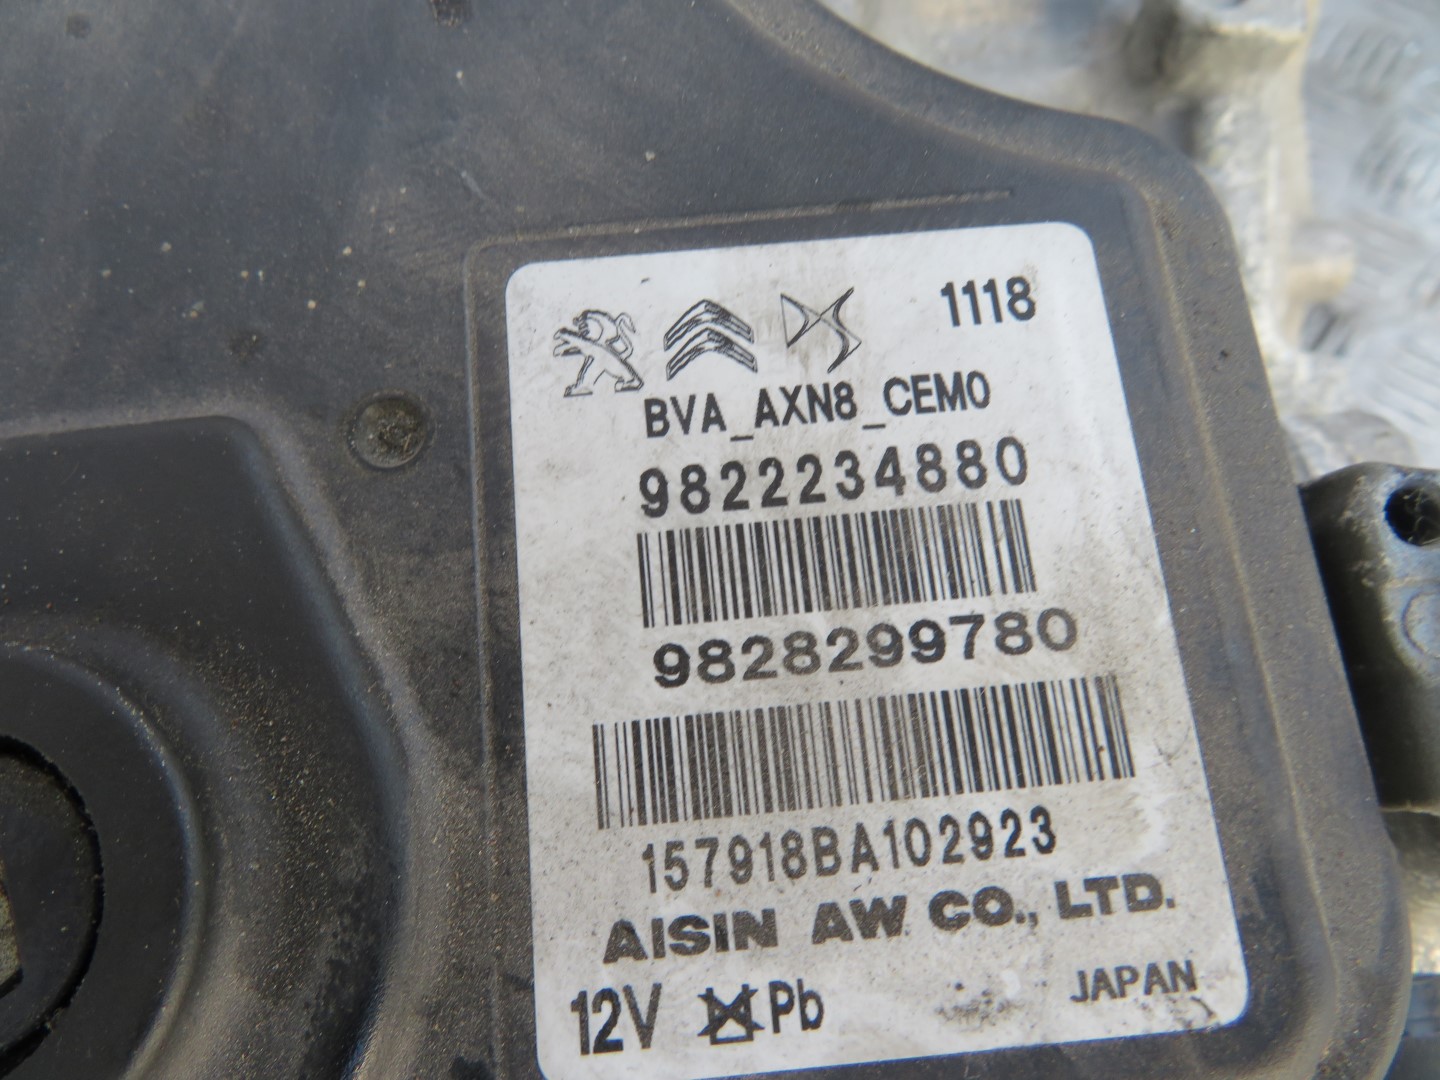 1118
BVA_AXN8_CEM0
9822234880
9828299780
157918BA102923
AISIN AW CO., LTD.
12V Pb JAPAN